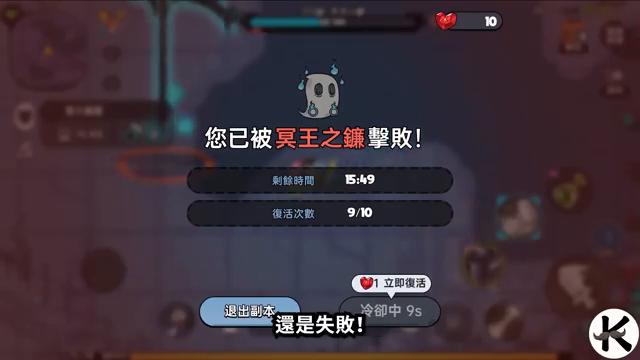 10
您已被冥王之鐮擊敗!
剩餘時間 15:49
復活次數 9/10
1 立即復活
退出副本 冷卻中 9s
還是失敗!
K